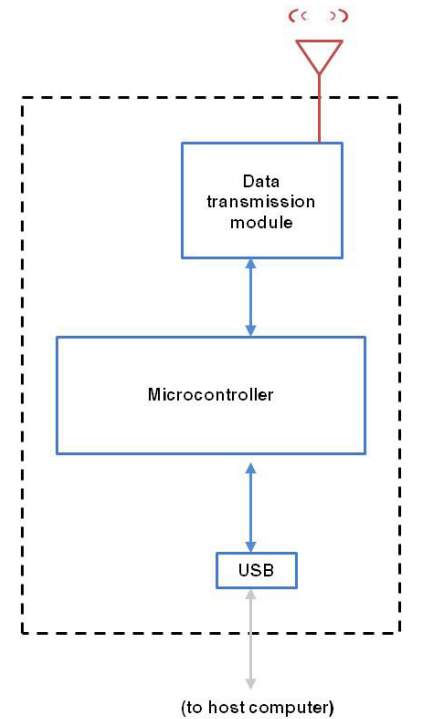 Data
transmission
module
Microcontroller
USB
(to host computer)